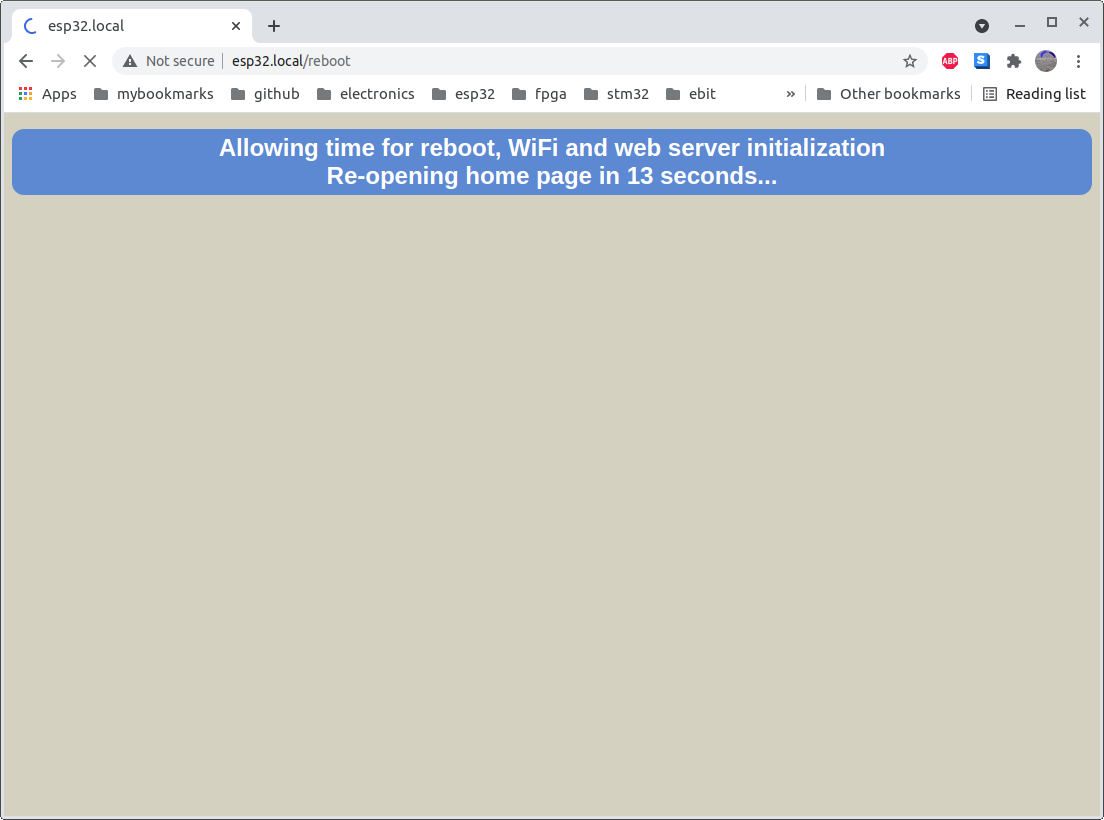 esp32.local
Not secure esp32.local/reboot ABP S
Apps mybookmarks github electronics esp32 fpga stm32 ebit » Other bookmarks Reading list
Allowing time for reboot, WiFi and web server initialization
Re-opening home page in 13 seconds...